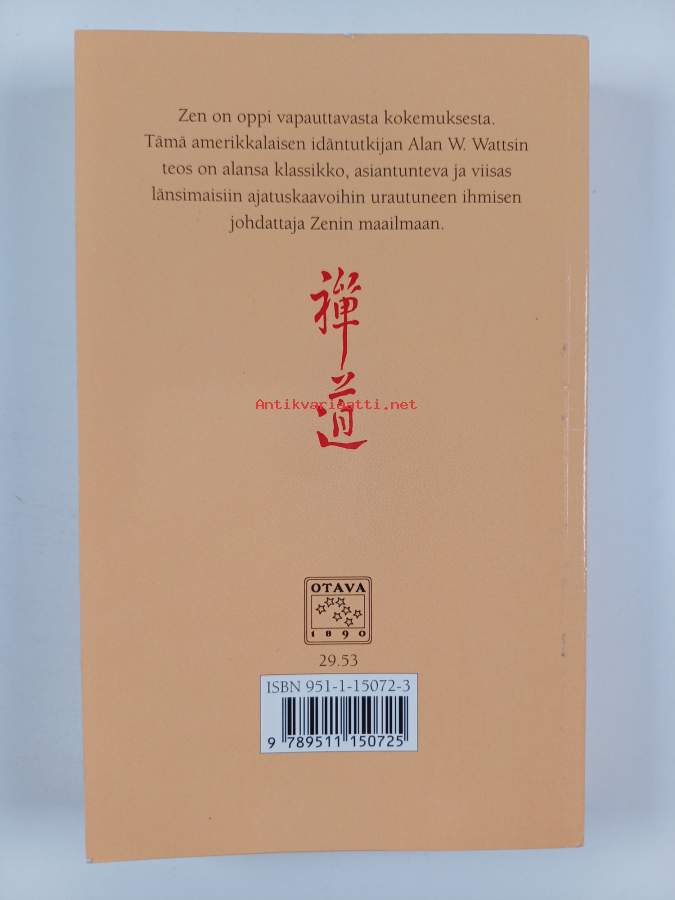 Zen on oppi vapauttavasta kokemuksesta.
Tämä amerikkalaisen idäntutkijan Alan W. Wattsin
teos on alansa klassikko, asiantunteva ja viisas
länsimaisiin ajatuskaavoihin urautuneen ihmisen
johdattaja Zenin maailmaan.
禅
道
Antikvariaatti.net
OTAVA
1890
29.53
ISBN 951-1-15072-3
9 789511 150725